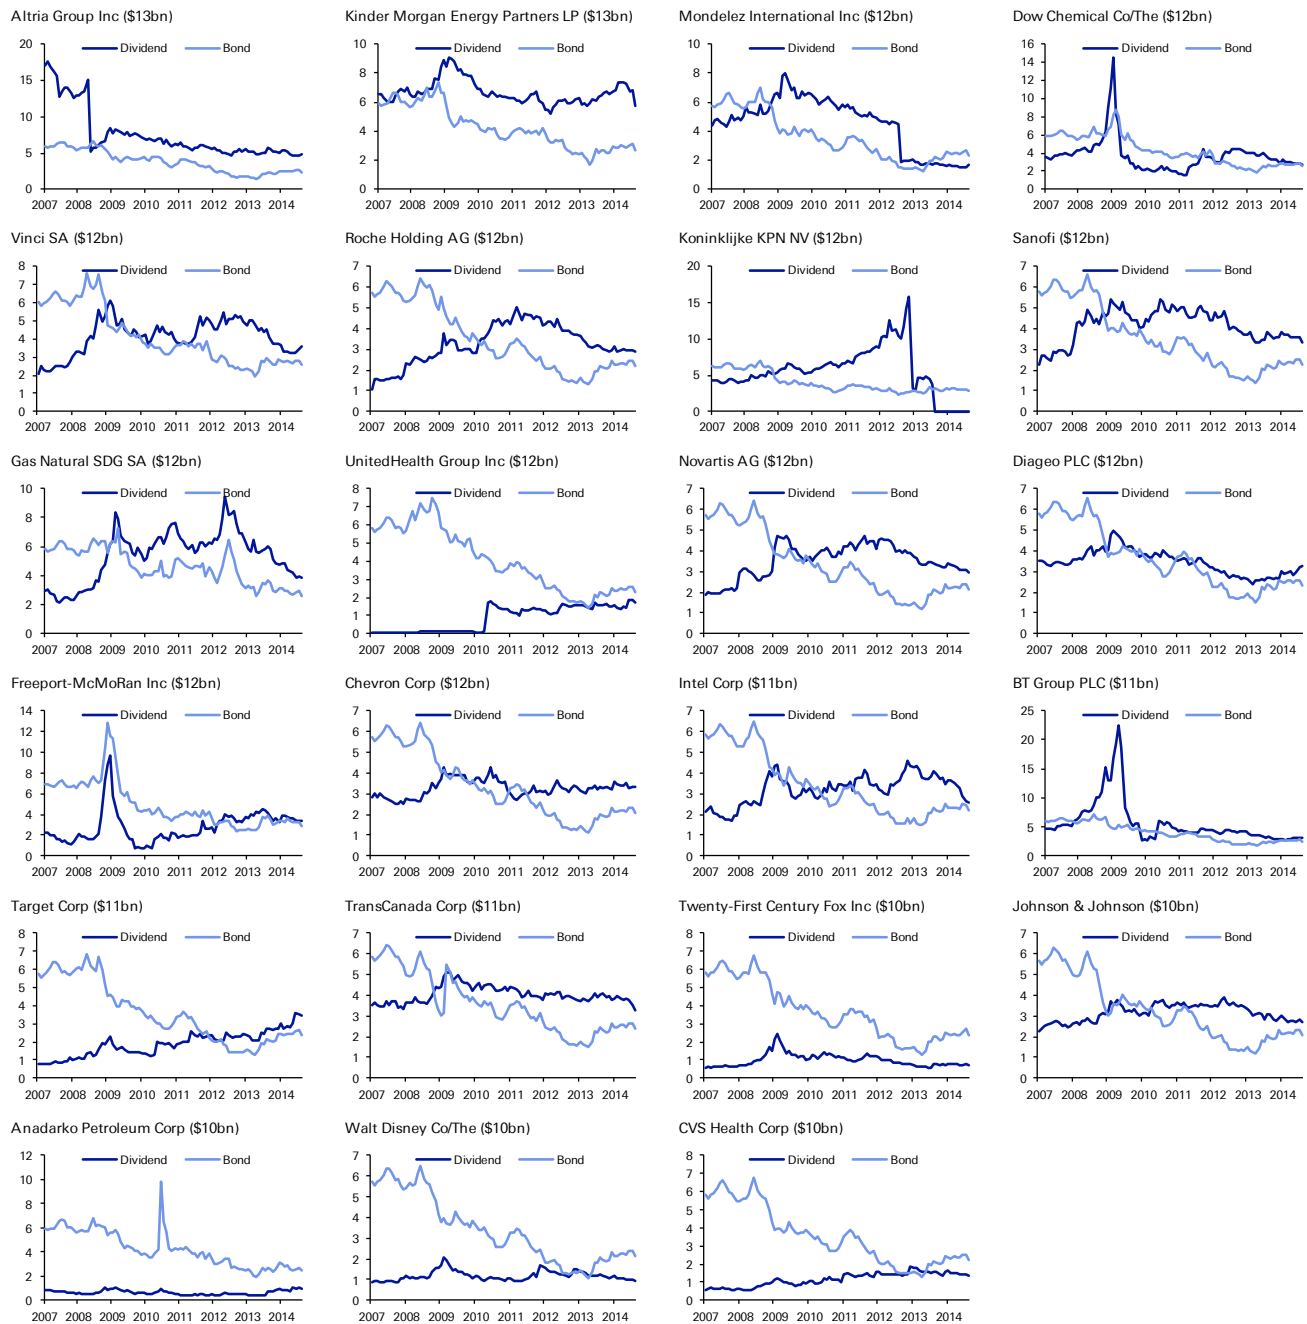 Altria Group Inc ($13bn)
20
15
10
5
0
Dividend
Bond
2007 2008 2009 2010 2011 2012 2013 2014
Kinder Morgan Energy Partners LP ($13bn)
10
8
6
4
2
0
Dividend
Bond
2007 2008 2009 2010 2011 2012 2013 2014
Mondelez International Inc ($12bn)
10
8
6
4
2
0
Dividend
Bond
2007 2008 2009 2010 2011 2012 2013 2014
Dow Chemical Co/The ($12bn)
16
14
12
10
8
6
4
2
0
Dividend
Bond
2007 2008 2009 2010 2011 2012 2013 2014
Vinci SA ($12bn)
8
7
6
5
4
3
2
1
0
Dividend
Bond
2007 2008 2009 2010 2011 2012 2013 2014
Roche Holding AG ($12bn)
7
6
5
4
3
2
1
0
Dividend
Bond
2007 2008 2009 2010 2011 2012 2013 2014
Koninklijke KPN NV ($12bn)
20
15
10
5
0
Dividend
Bond
2007 2008 2009 2010 2011 2012 2013 2014
Sanofi ($12bn)
7
6
5
4
3
2
1
0
Dividend
Bond
2007 2008 2009 2010 2011 2012 2013 2014
Gas Natural SDG SA ($12bn)
10
8
6
4
2
0
Dividend
Bond
2007 2008 2009 2010 2011 2012 2013 2014
UnitedHealth Group Inc ($12bn)
8
7
6
5
4
3
2
1
0
Dividend
Bond
2007 2008 2009 2010 2011 2012 2013 2014
Novartis AG ($12bn)
7
6
5
4
3
2
1
0
Dividend
Bond
2007 2008 2009 2010 2011 2012 2013 2014
Diageo PLC ($12bn)
7
6
5
4
3
2
1
0
Dividend
Bond
2007 2008 2009 2010 2011 2012 2013 2014
Freeport-McMoRan Inc ($12bn)
14
12
10
8
6
4
2
0
Dividend
Bond
2007 2008 2009 2010 2011 2012 2013 2014
Chevron Corp ($12bn)
7
6
5
4
3
2
1
0
Dividend
Bond
2007 2008 2009 2010 2011 2012 2013 2014
Intel Corp ($11bn)
7
6
5
4
3
2
1
0
Dividend
Bond
2007 2008 2009 2010 2011 2012 2013 2014
BT Group PLC ($11bn)
25
20
15
10
5
0
Dividend
Bond
2007 2008 2009 2010 2011 2012 2013 2014
Target Corp ($11bn)
8
7
6
5
4
3
2
1
0
Dividend
Bond
2007 2008 2009 2010 2011 2012 2013 2014
TransCanada Corp ($11bn)
7
6
5
4
3
2
1
0
Dividend
Bond
2007 2008 2009 2010 2011 2012 2013 2014
Twenty-First Century Fox Inc ($10bn)
8
7
6
5
4
3
2
1
0
Dividend
Bond
2007 2008 2009 2010 2011 2012 2013 2014
Johnson & Johnson ($10bn)
7
6
5
4
3
2
1
0
Dividend
Bond
2007 2008 2009 2010 2011 2012 2013 2014
Anadarko Petroleum Corp ($10bn)
12
10
8
6
4
2
0
Dividend
Bond
2007 2008 2009 2010 2011 2012 2013 2014
Walt Disney Co/The ($10bn)
7
6
5
4
3
2
1
0
Dividend
Bond
2007 2008 2009 2010 2011 2012 2013 2014
CVS Health Corp ($10bn)
8
7
6
5
4
3
2
1
0
Dividend
Bond
2007 2008 2009 2010 2011 2012 2013 2014